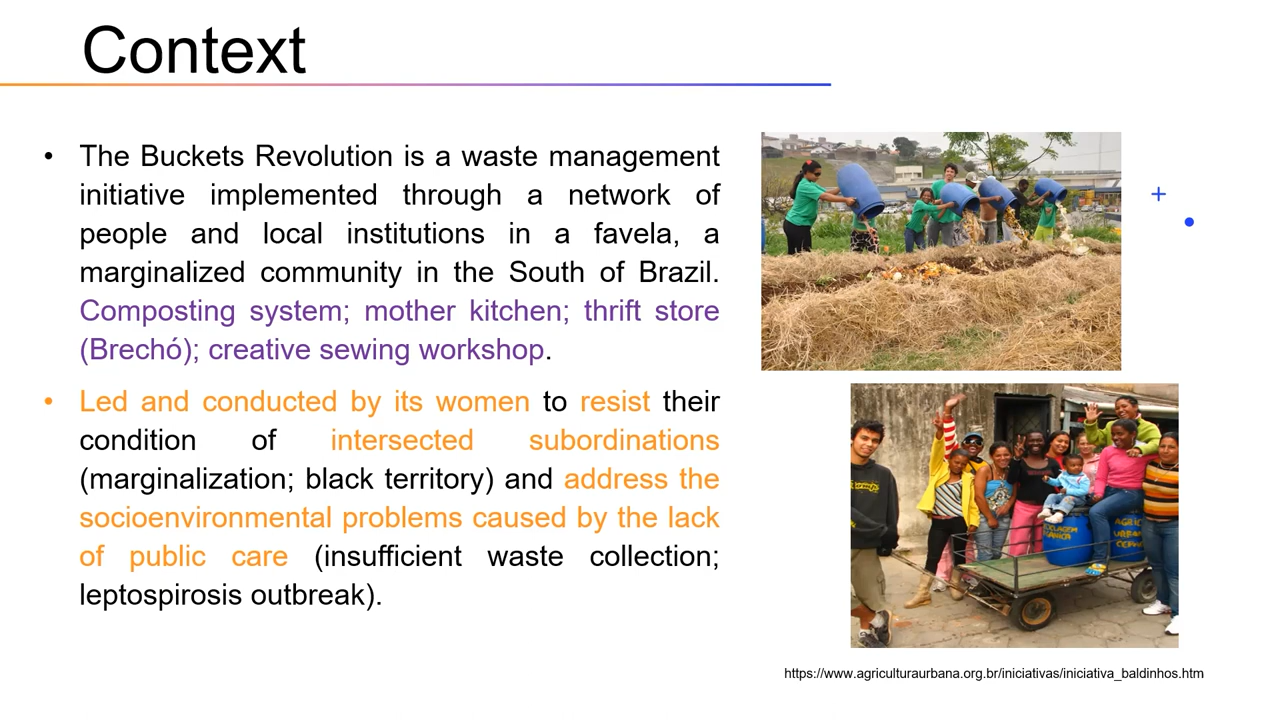 Context
• The Buckets Revolution is a waste management
initiative implemented through a network of
people and local institutions in a favela, a
marginalized community in the South of Brazil.
Composting system; mother kitchen; thrift store
(Brechó); creative sewing workshop.
• Led and conducted by its women to resist their
condition of intersected subordinations
(marginalization; black territory) and address the
socioenvironmental problems caused by the lack
of public care (insufficient waste collection;
leptospirosis outbreak).
https://www.agriculturaurbana.org.br/iniciativas/iniciativa_baldinhos.htm